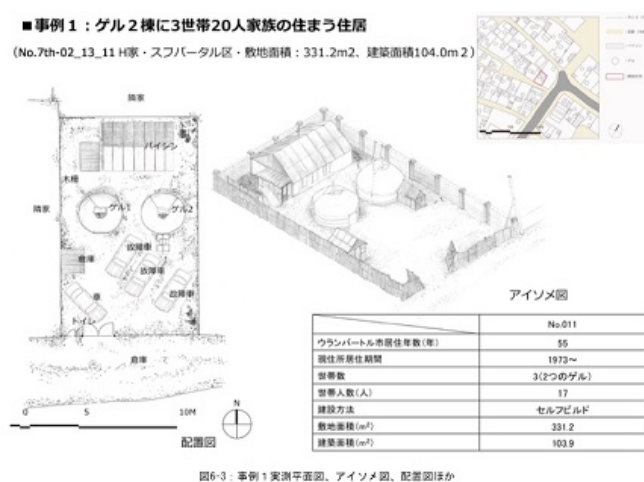 ■事例1：ゲル2棟に3世帯20人家族の住まう住居
（No.7th-02_13_11 H家・スフバータル区・敷地面積：331.2m2、建築面積104.0m2）
隣家
バイシン
木柵
隣家
ゲル1
ゲル2
故障車
倉庫
故障車
車
故障車
トイレ
倉庫
0 5 10M
N
配置図
アイソメ図
No.011
ウランバートル市居住年数(年) 55
現住所居住期間 1973～
世帯数 3(2つのゲル)
世帯人数(人) 17
建設方法 セルフビルド
敷地面積(m²) 331.2
建築面積(m²) 103.9
図6-3：事例1実測平面図、アイソメ図、配置図ほか